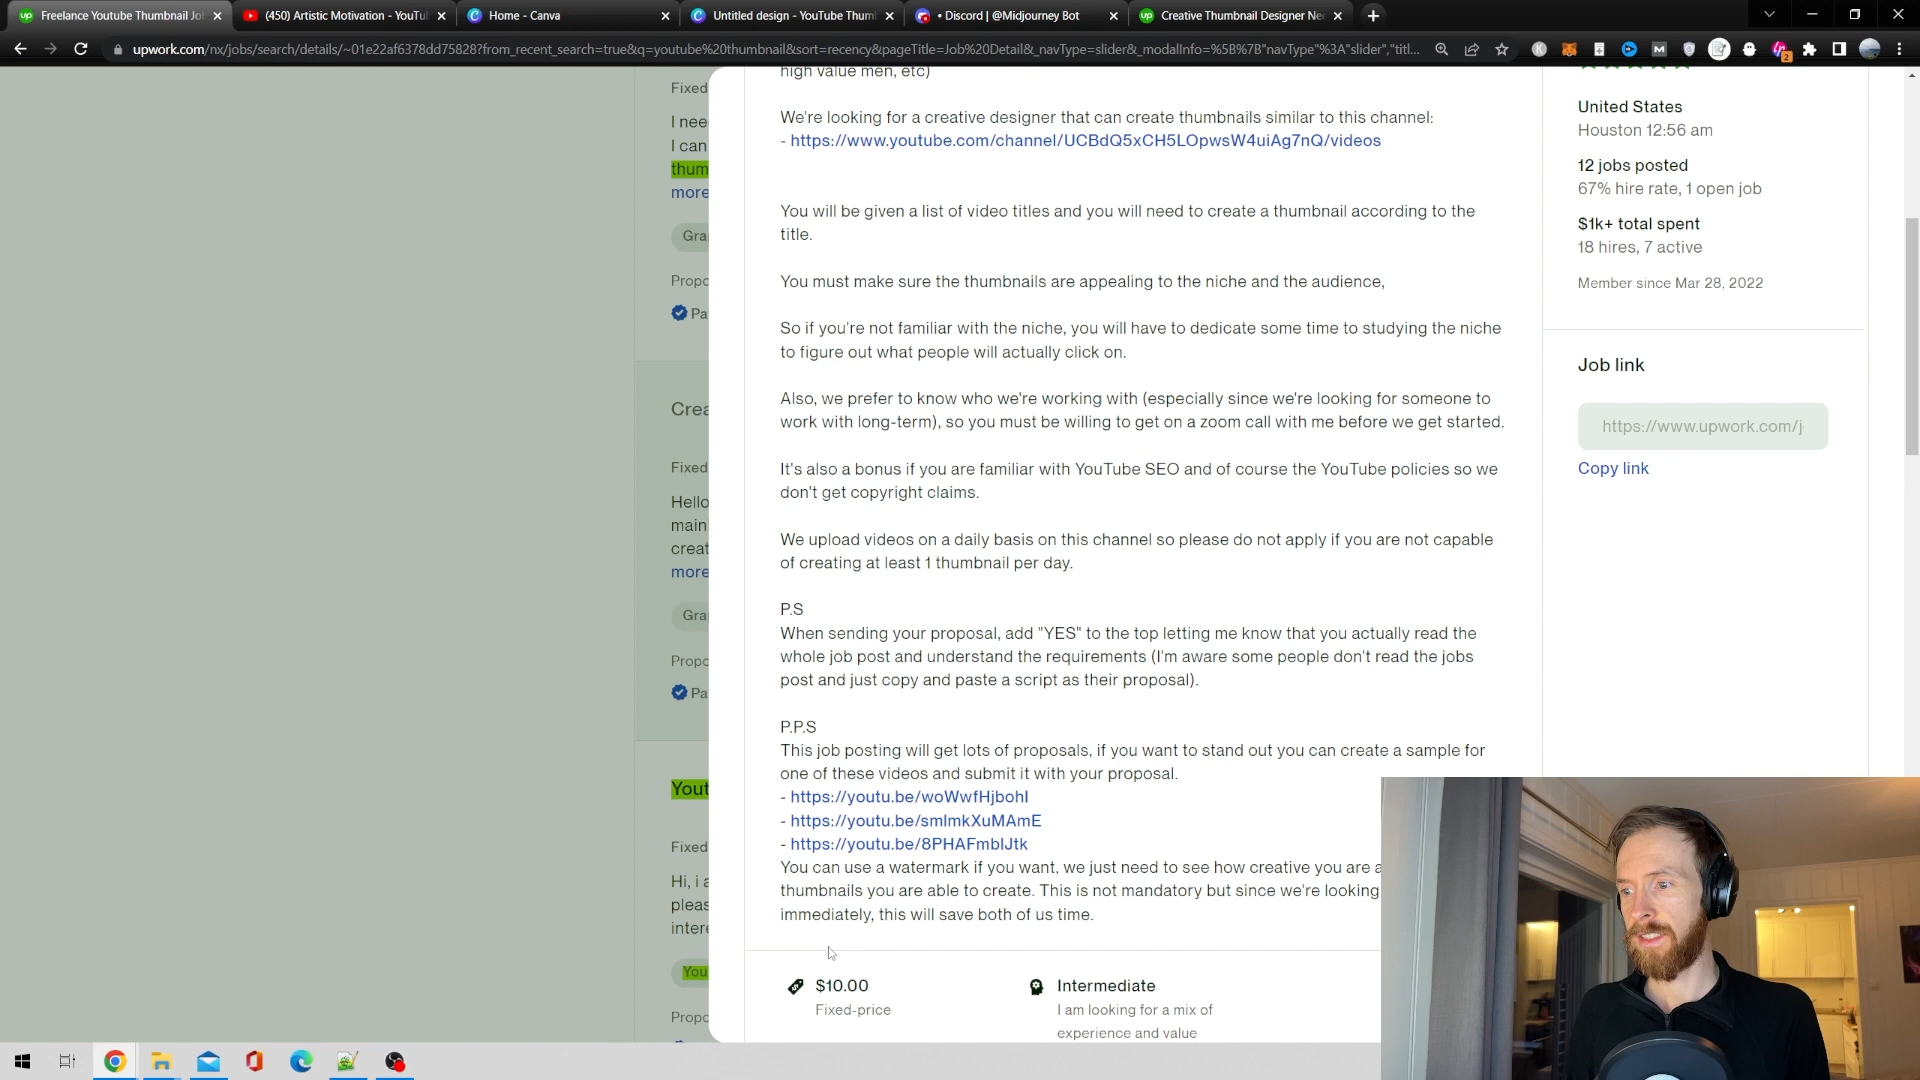 Freelance Youtube Thumbnail Jo
(450) Artistic Motivation - YouTu
Home - Canva
Untitled design - YouTube Thum
• Discord | @Midjourney Bot
Creative Thumbnail Designer Ne
upwork.com/nx/jobs/search/details/~01e22af6378dd75828?from_recent_search=true&q=youtube%20thumbnail&sort=recency&pageTitle=Job%20Detail&_navType=slider&_modalInfo=%5B%7B"navType"%3A"slider","titl...
Fixed
I nee
I can
thum
more
Gra
Propo
Pa
Crea
Fixed
Hello
main
creat
more
Gra
Propo
Pa
Yout
Fixed
Hi, i a
pleas
intere
You
Propo
high value men, etc)
We're looking for a creative designer that can create thumbnails similar to this channel:
- https://www.youtube.com/channel/UCBdQ5xCH5LOpwsW4uiAg7nQ/videos
You will be given a list of video titles and you will need to create a thumbnail according to the
title.
You must make sure the thumbnails are appealing to the niche and the audience,
So if you're not familiar with the niche, you will have to dedicate some time to studying the niche
to figure out what people will actually click on.
Also, we prefer to know who we're working with (especially since we're looking for someone to
work with long-term), so you must be willing to get on a zoom call with me before we get started.
It's also a bonus if you are familiar with YouTube SEO and of course the YouTube policies so we
don't get copyright claims.
We upload videos on a daily basis on this channel so please do not apply if you are not capable
of creating at least 1 thumbnail per day.
P.S
When sending your proposal, add "YES" to the top letting me know that you actually read the
whole job post and understand the requirements (I'm aware some people don't read the jobs
post and just copy and paste a script as their proposal).
P.P.S
This job posting will get lots of proposals, if you want to stand out you can create a sample for
one of these videos and submit it with your proposal.
- https://youtu.be/woWwfHjbohI
- https://youtu.be/smlmkXuMAmE
- https://youtu.be/8PHAFmbIJtk
You can use a watermark if you want, we just need to see how creative you are a
thumbnails you are able to create. This is not mandatory but since we're looking
immediately, this will save both of us time.
$10.00
Fixed-price
Intermediate
I am looking for a mix of
experience and value
United States
Houston 12:56 am
12 jobs posted
67% hire rate, 1 open job
$1k+ total spent
18 hires, 7 active
Member since Mar 28, 2022
Job link
https://www.upwork.com/j
Copy link